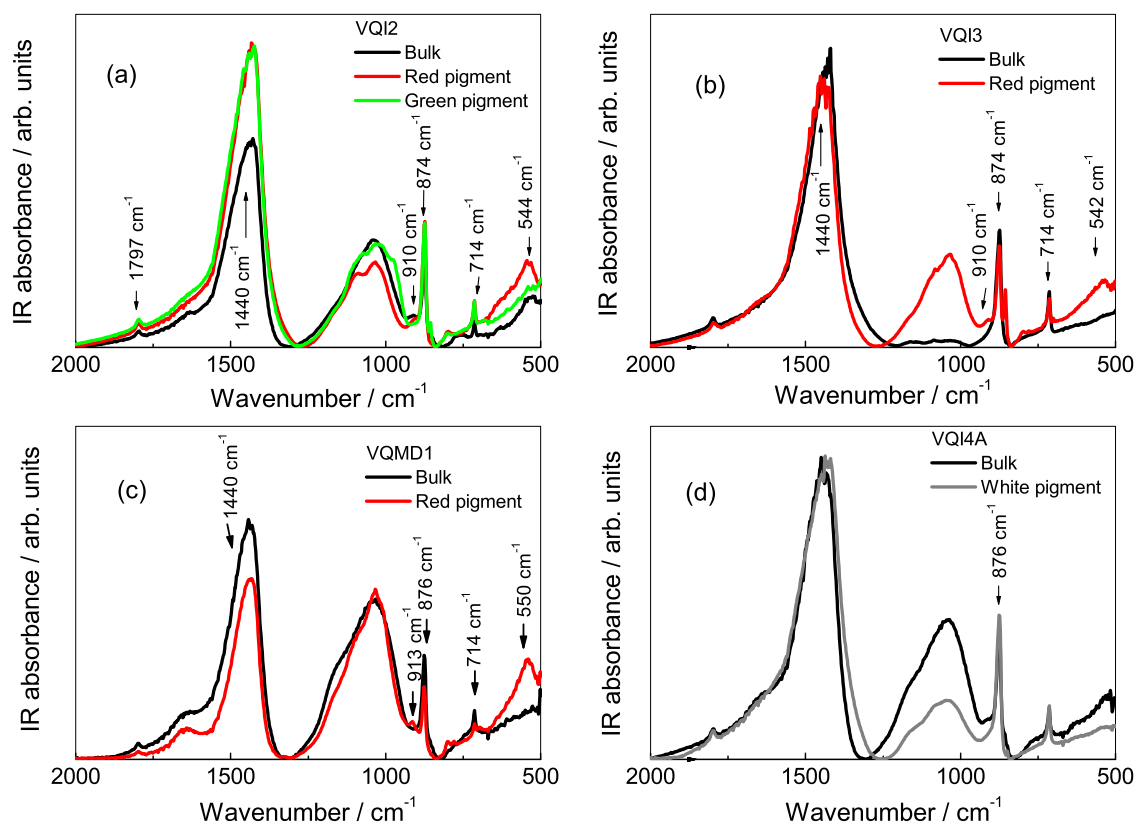 (a)
VQI2
Bulk
Red pigment
Green pigment
1797 cm⁻¹
1440 cm⁻¹
910 cm⁻¹
874 cm⁻¹
714 cm⁻¹
544 cm⁻¹
IR absorbance / arb. units
2000 1500 1000 500
Wavenumber / cm⁻¹
(b)
VQI3
Bulk
Red pigment
1440 cm⁻¹
910 cm⁻¹
874 cm⁻¹
714 cm⁻¹
542 cm⁻¹
IR absorbance / arb. units
2000 1500 1000 500
Wavenumber / cm⁻¹
(c)
VQMD1
Bulk
Red pigment
1440 cm⁻¹
913 cm⁻¹
876 cm⁻¹
714 cm⁻¹
550 cm⁻¹
IR absorbance / arb. units
2000 1500 1000 500
Wavenumber / cm⁻¹
(d)
VQI4A
Bulk
White pigment
876 cm⁻¹
IR absorbance / arb. units
2000 1500 1000 500
Wavenumber / cm⁻¹